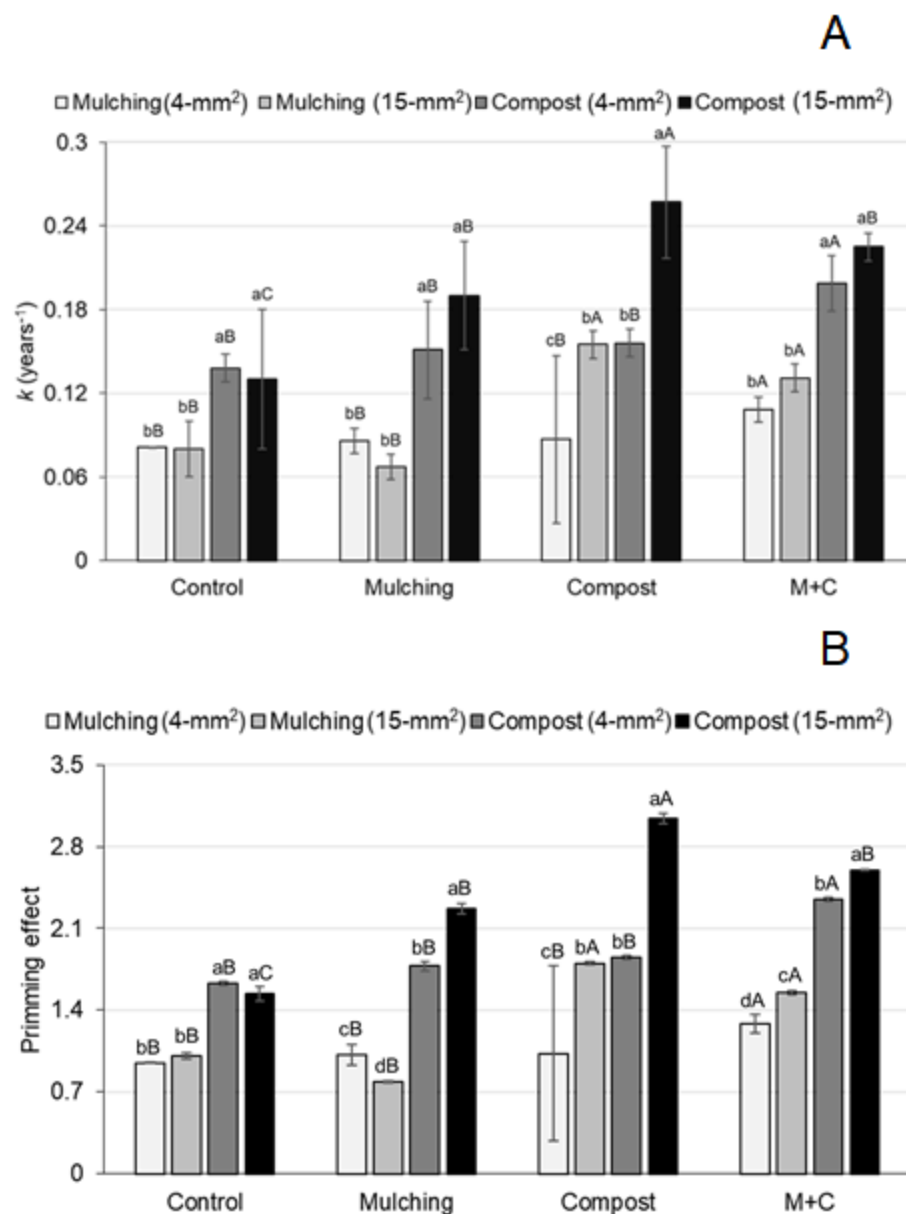 A
Mulching (4-mm²) Mulching (15-mm²) Compost (4-mm²) Compost (15-mm²)
0.3
0.24
0.18
0.12
0.06
0
k (years⁻¹)
bB bB aB aC
bB bB aB aB
cB bA bB aA
bA bA aA aB
Control Mulching Compost M+C
B
Mulching (4-mm²) Mulching (15-mm²) Compost (4-mm²) Compost (15-mm²)
3.5
2.8
2.1
1.4
0.7
0
Primming effect
bB bB aB aC
cB dB bB aB
cB bA bB aA
dA cA bA aB
Control Mulching Compost M+C